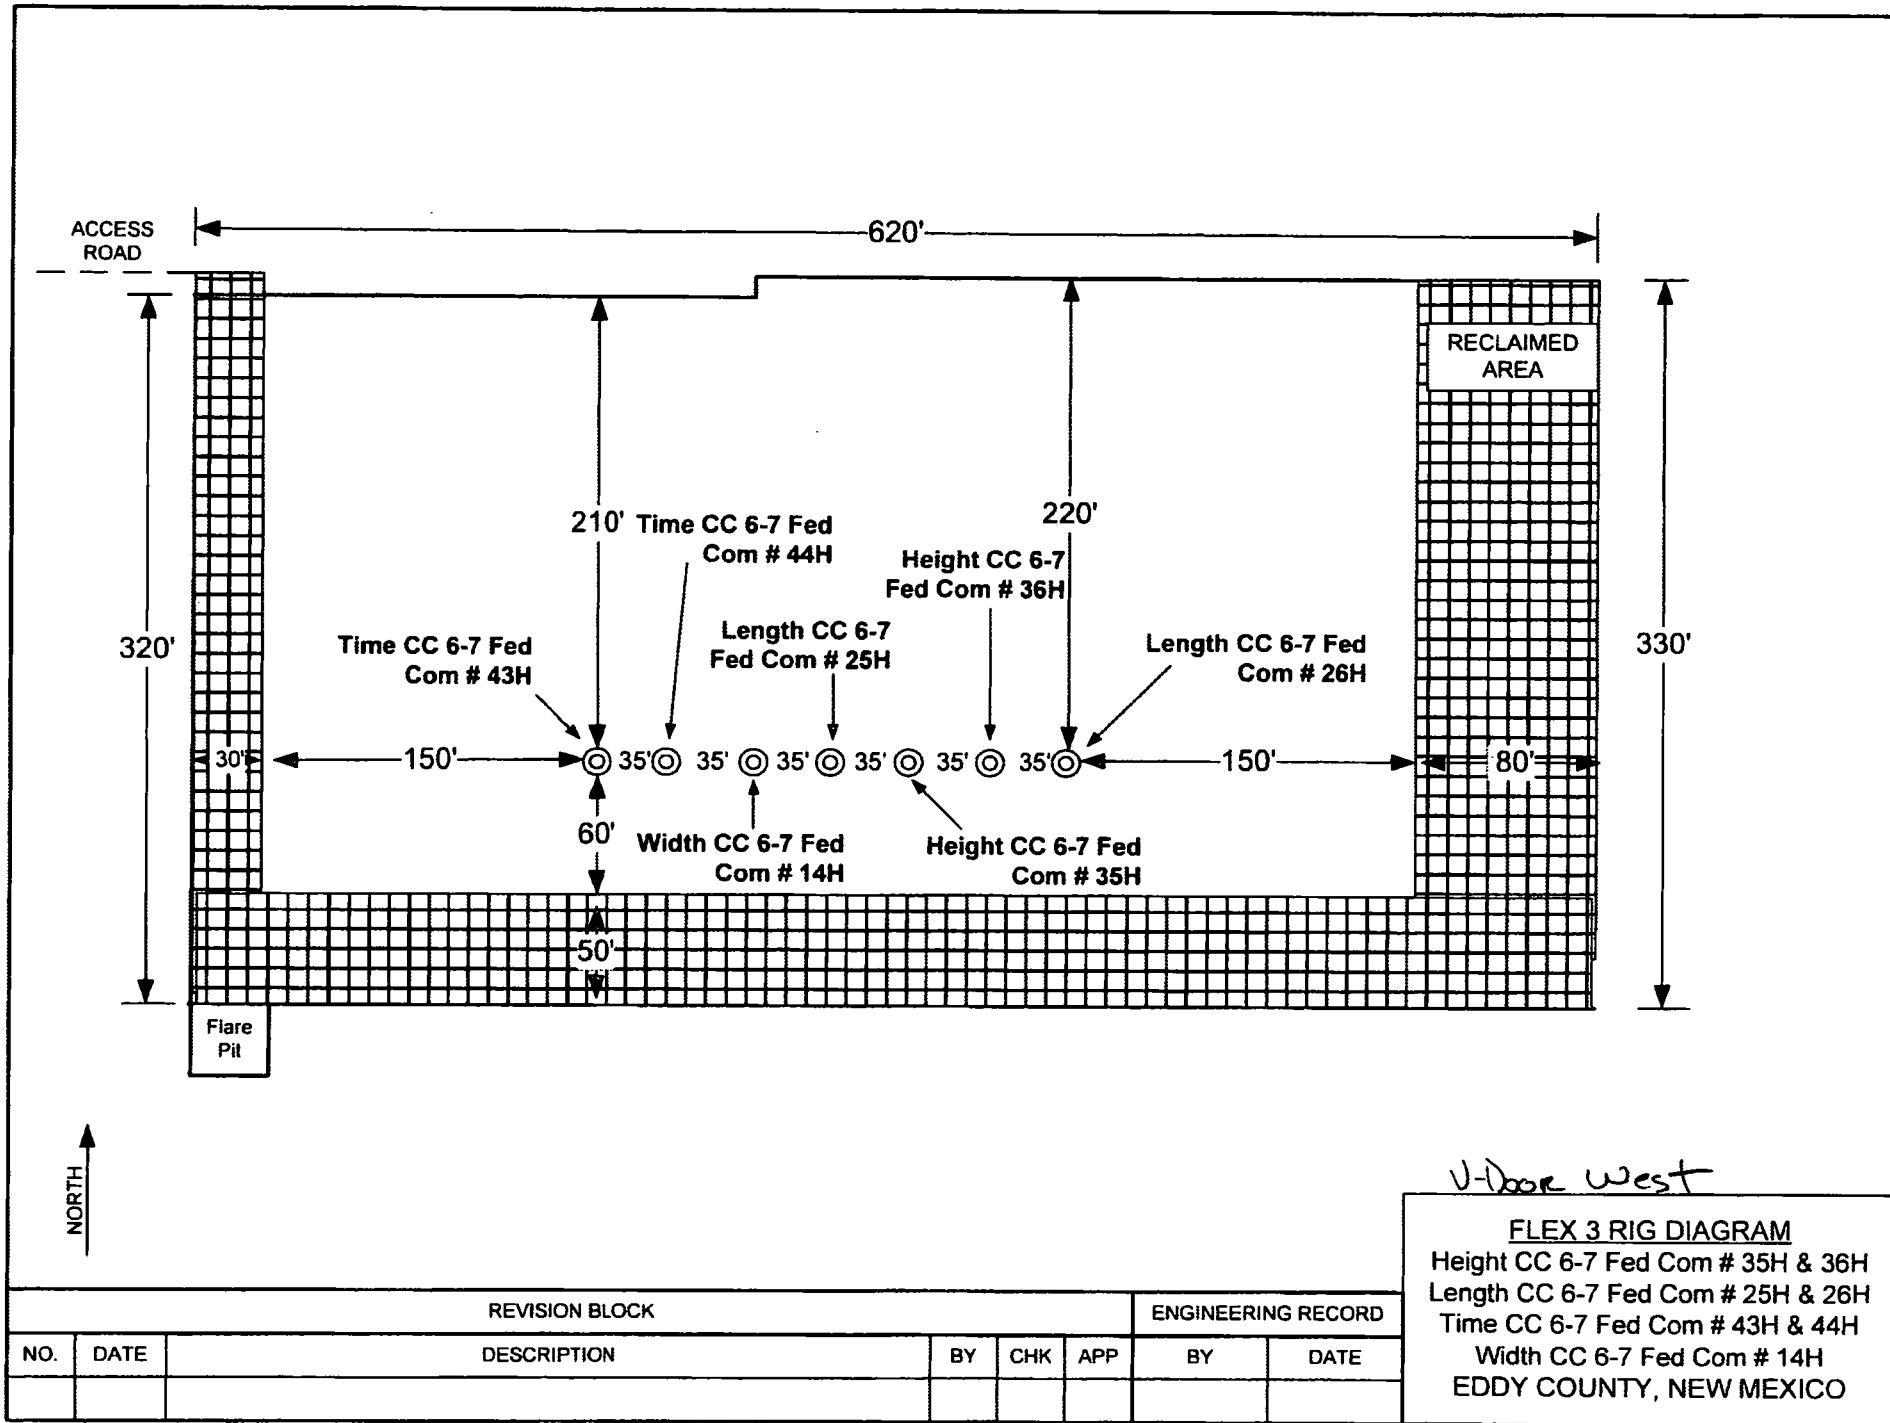 620'
ACCESS
ROAD
RECLAIMED
AREA
210'
220'
Time CC 6-7 Fed
Com # 44H
Height CC 6-7
Fed Com # 36H
320'
330'
Time CC 6-7 Fed
Com # 43H
Length CC 6-7
Fed Com # 25H
Length CC 6-7 Fed
Com # 26H
30'
150'
35'
35'
35'
35'
35'
35'
150'
80'
60'
Width CC 6-7 Fed
Com # 14H
Height CC 6-7 Fed
Com # 35H
50'
Flare
Pit
NORTH
V-Door West
FLEX 3 RIG DIAGRAM
Height CC 6-7 Fed Com # 35H & 36H
Length CC 6-7 Fed Com # 25H & 26H
Time CC 6-7 Fed Com # 43H & 44H
Width CC 6-7 Fed Com # 14H
EDDY COUNTY, NEW MEXICO
REVISION BLOCK
ENGINEERING RECORD
NO.
DATE
DESCRIPTION
BY
CHK
APP
BY
DATE